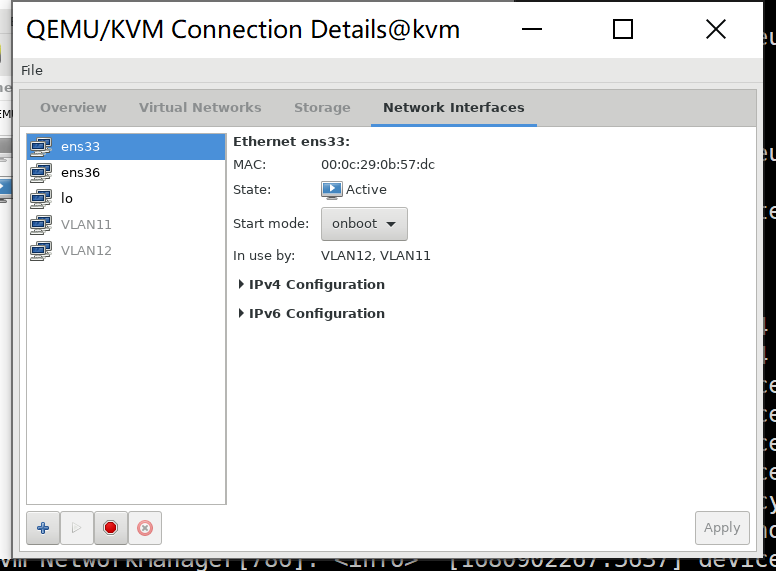 QEMU/KVM Connection Details@kvm
File
Overview Virtual Networks Storage Network Interfaces
ens33
ens36
lo
VLAN11
VLAN12
Ethernet ens33:
MAC: 00:0c:29:0b:57:dc
State: Active
Start mode: onboot
In use by: VLAN12, VLAN11
IPv4 Configuration
IPv6 Configuration
Apply